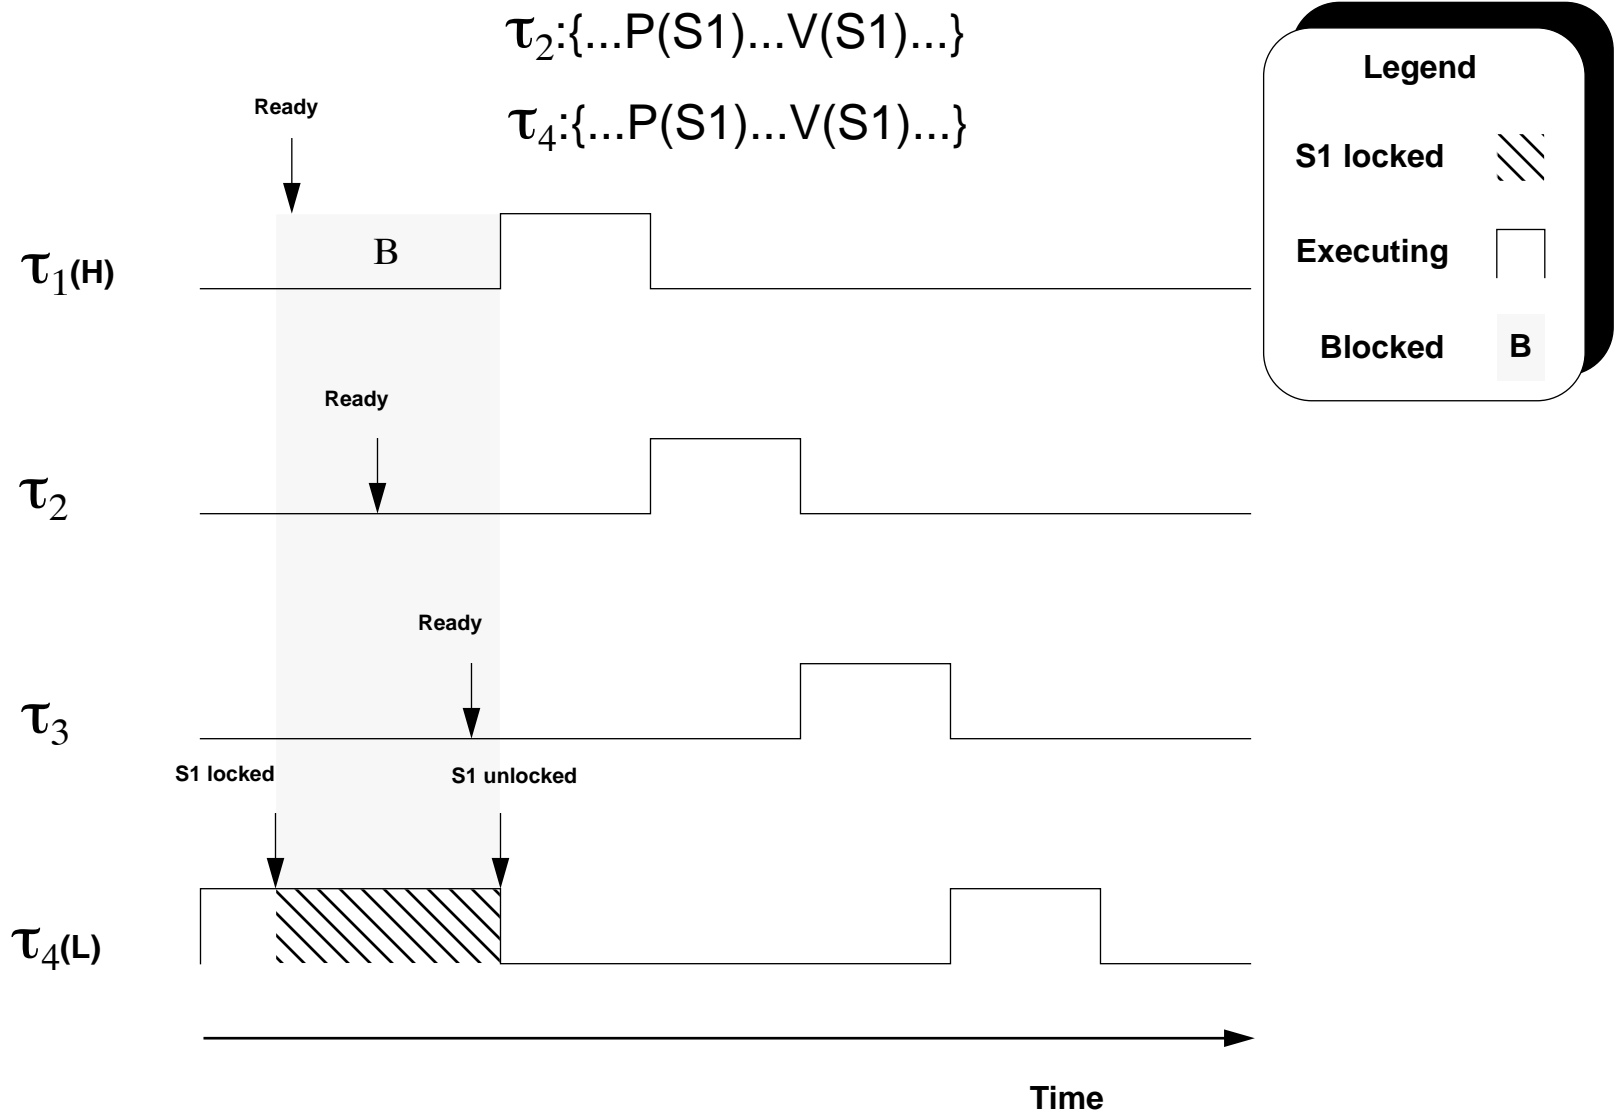 τ2:{...P(S1)...V(S1)...}
τ4:{...P(S1)...V(S1)...}
Legend
S1 locked
Executing
Blocked B
Ready
B
τ1(H)
Ready
τ2
Ready
τ3
S1 locked S1 unlocked
τ4(L)
Time